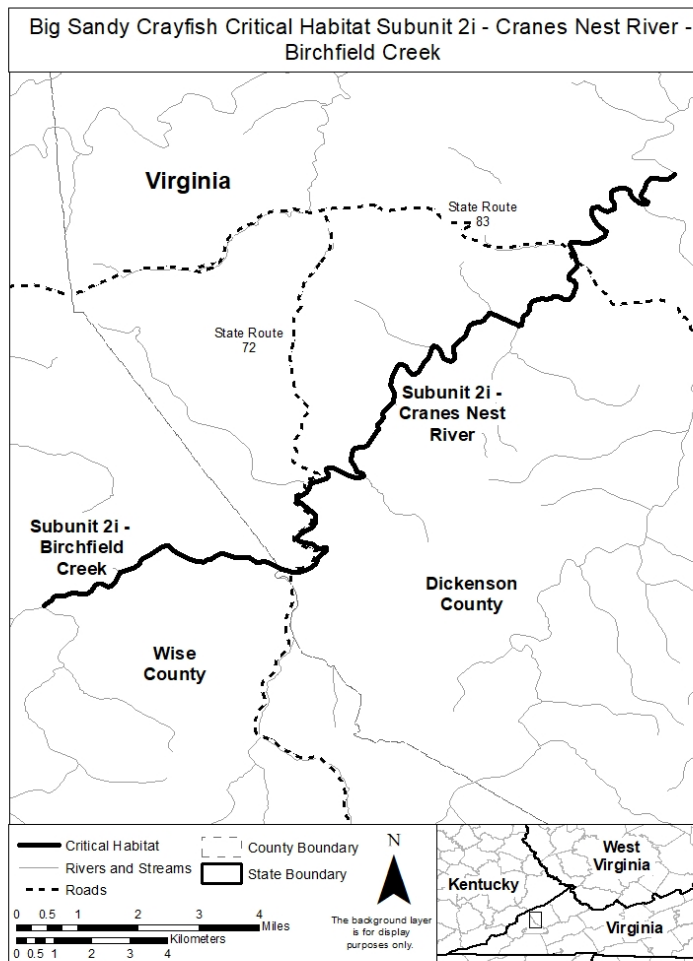 Big Sandy Crayfish Critical Habitat Subunit 2i - Cranes Nest River -
Birchfield Creek
Virginia
State Route
83
State Route
72
Subunit 2i -
Cranes Nest
River
Subunit 2i -
Birchfield
Creek
Dickenson
County
Wise
County
Critical Habitat
Rivers and Streams
Roads
County Boundary
State Boundary
0 0.5 1 2 3 4
Miles
Kilometers
0 0.5 1 2 3 4
N
The background layer
is for display
purposes only.
West
Virginia
Kentucky
Virginia